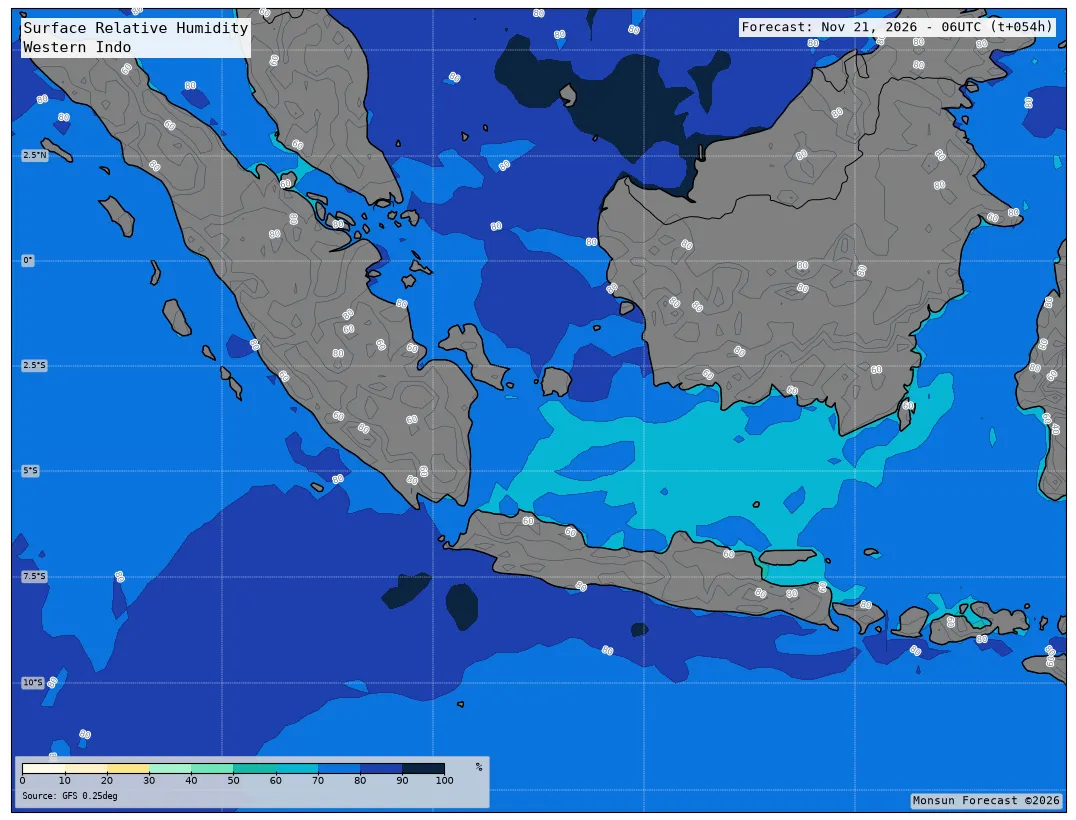 Surface Relative Humidity
Western Indo
Forecast: Nov 21, 2026 - 06UTC (t+054h)
2.5°N
0°
2.5°S
5°S
7.5°S
10°S
%
0 10 20 30 40 50 60 70 80 90 100
Source: GFS 0.25deg
Monsun Forecast ©2026